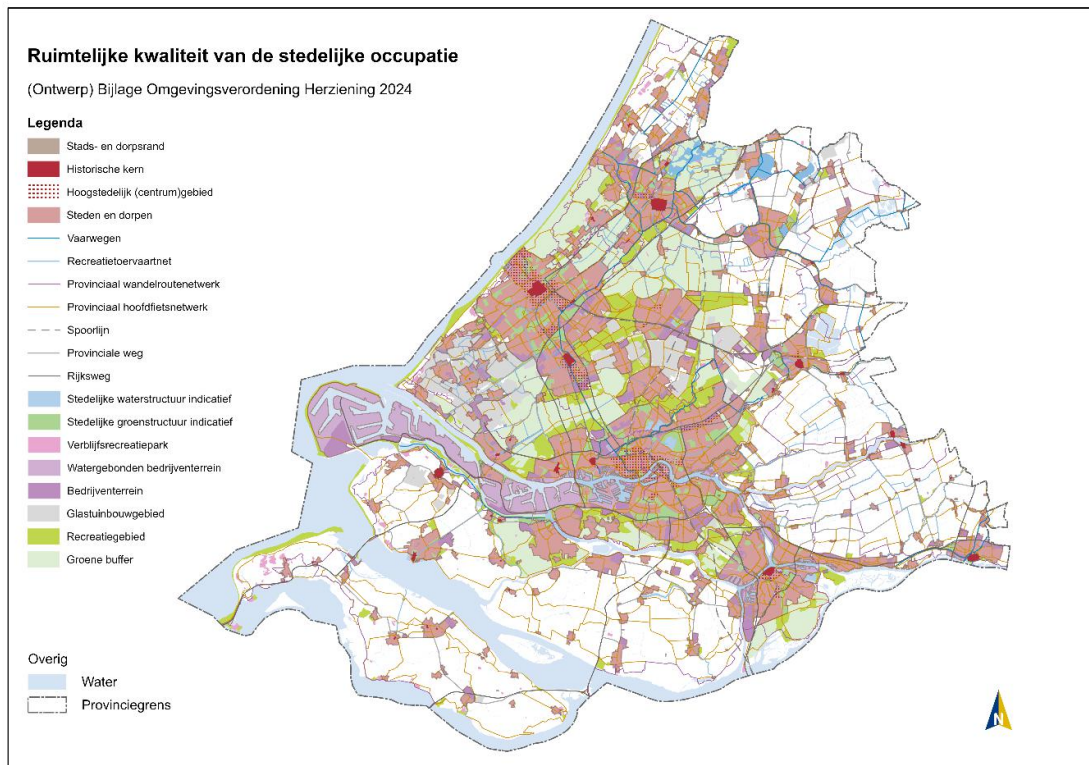 Ruimtelijke kwaliteit van de stedelijke occupatie
(Ontwerp) Bijlage Omgevingsverordening Herziening 2024
Legenda
Stads- en dorpsrand
Historische kern
Hoogstedelijk (centrum)gebied
Steden en dorpen
Vaarwegen
Recreatietoervaartnet
Provinciaal wandelroutenetwerk
Provinciaal hoofdfietsnetwerk
Spoorlijn
Provinciale weg
Rijksweg
Stedelijke waterstructuur indicatief
Stedelijke groenstructuur indicatief
Verblijfsrecreatiepark
Watergebonden bedrijventerrein
Bedrijventerrein
Glastuinbouwgebied
Recreatiegebied
Groene buffer
Overig
Water
Provinciegrens
N